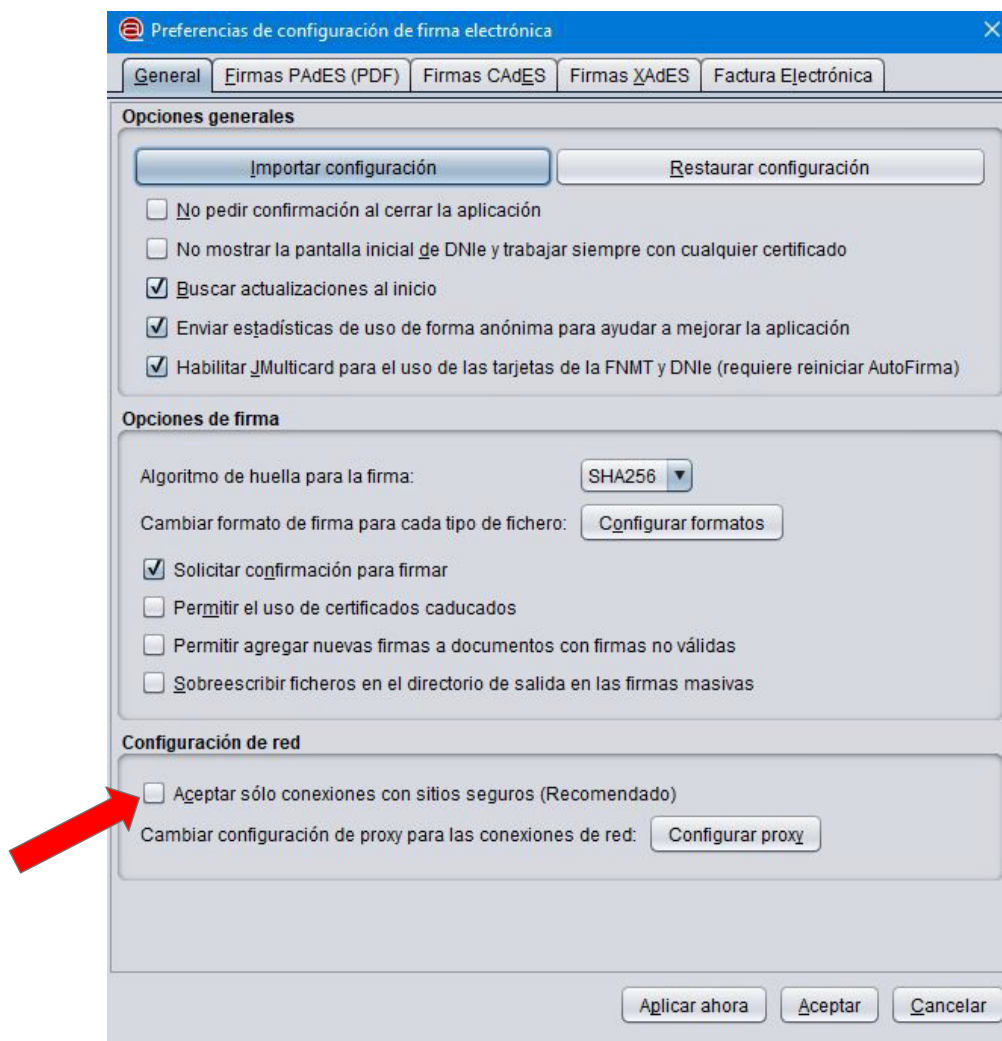 Preferencias de configuración de firma electrónica
General Firmas PAdES (PDF) Firmas CAdES Firmas XAdES Factura Electrónica
Opciones generales
Importar configuración Restaurar configuración
No pedir confirmación al cerrar la aplicación
No mostrar la pantalla inicial de DNIe y trabajar siempre con cualquier certificado
Buscar actualizaciones al inicio
Enviar estadísticas de uso de forma anónima para ayudar a mejorar la aplicación
Habilitar JMulticard para el uso de las tarjetas de la FNMT y DNIe (requiere reiniciar AutoFirma)
Opciones de firma
Algoritmo de huella para la firma: SHA256
Cambiar formato de firma para cada tipo de fichero: Configurar formatos
Solicitar confirmación para firmar
Permitir el uso de certificados caducados
Permitir agregar nuevas firmas a documentos con firmas no válidas
Sobreescribir ficheros en el directorio de salida en las firmas masivas
Configuración de red
Aceptar sólo conexiones con sitios seguros (Recomendado)
Cambiar configuración de proxy para las conexiones de red: Configurar proxy
Aplicar ahora Aceptar Cancelar